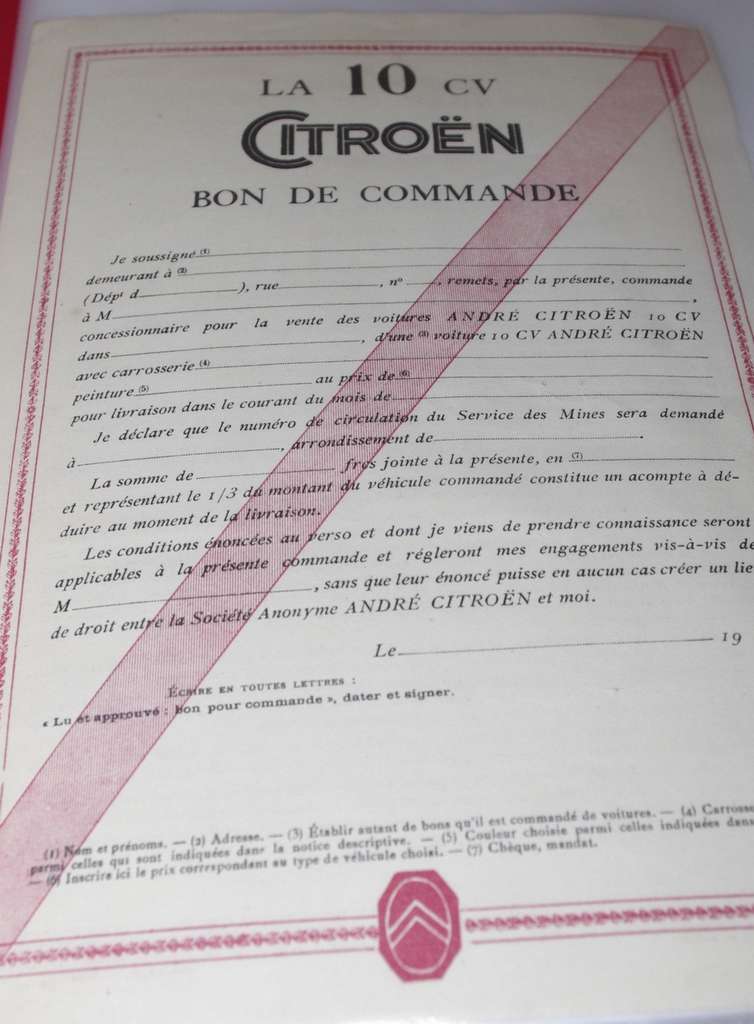 LA 10 CV
CITROËN
BON DE COMMANDE
Je soussigné (1)
demeurant à (2)
(Dépt d ), rue , nº , remets, par la présente, commande
à M ,
concessionnaire pour la vente des voitures ANDRÉ CITROËN 10 CV
dans , d'une (3) voiture 10 CV ANDRÉ CITROËN
avec carrosserie (4)
peinture (5) au prix de (6)
pour livraison dans le courant du mois de
Je déclare que le numéro de circulation du Service des Mines sera demandé
à , arrondissement de .
La somme de frcs jointe à la présente, en (7)
et représentant le 1/3 du montant du véhicule commandé constitue un acompte à dé-
duire au moment de la livraison.
Les conditions énoncées au verso et dont je viens de prendre connaissance seront
applicables à la présente commande et régleront mes engagements vis-à-vis de
M , sans que leur énoncé puisse en aucun cas créer un lie
de droit entre la Société Anonyme ANDRÉ CITROËN et moi.
Le 19
ÉCRIRE EN TOUTES LETTRES :
« Lu et approuvé : bon pour commande », dater et signer.
(1) Nom et prénoms. — (2) Adresse. — (3) Établir autant de bons qu'il est commandé de voitures. — (4) Carrosse
parmi celles qui sont indiquées dans la notice descriptive. — (5) Couleur choisie parmi celles indiquées dans
— (6) Inscrire ici le prix correspondant au type de véhicule choisi. — (7) Chèque, mandat.